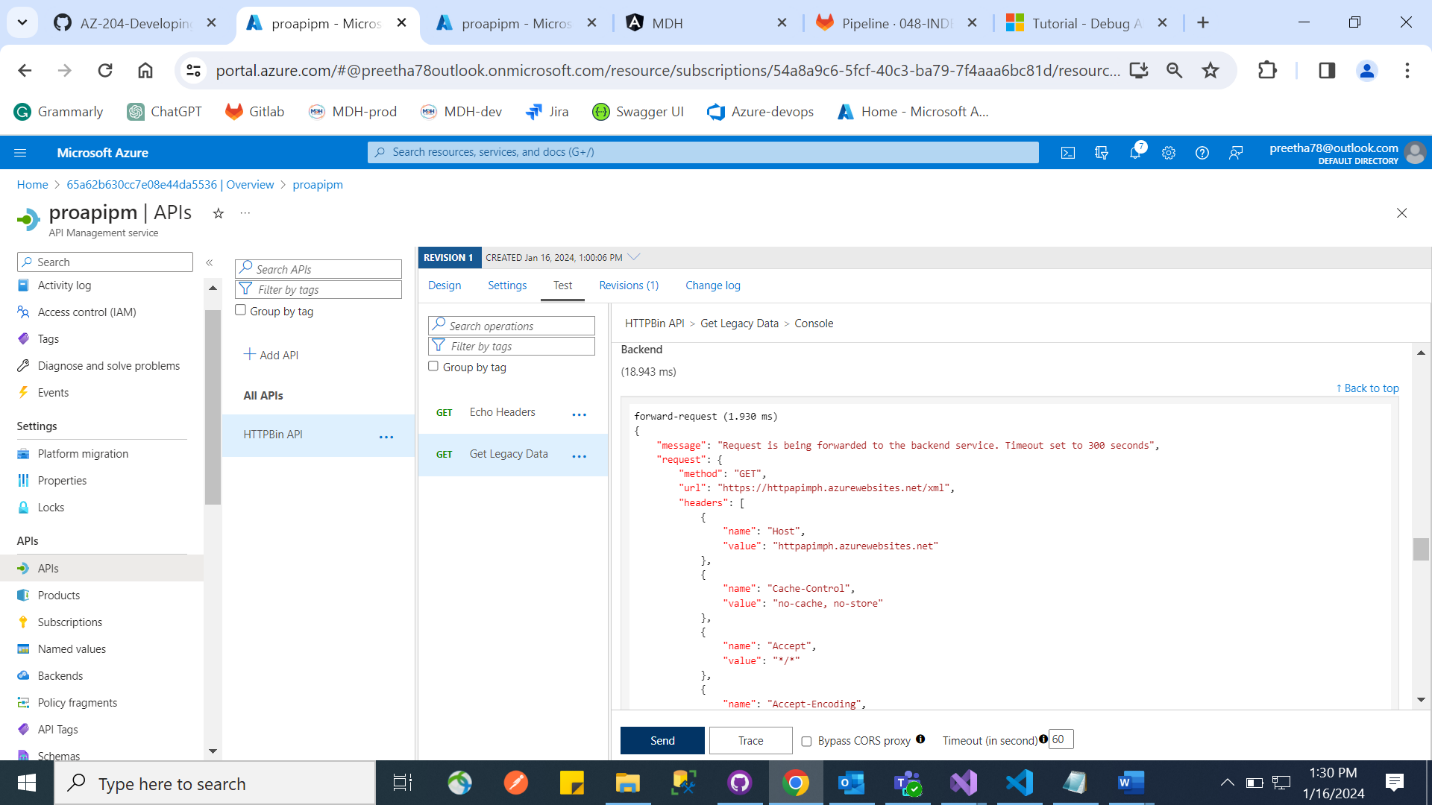 AZ-204-Developing
proapipm - Micros
proapipm - Micros
MDH
Pipeline · 048-INDE
Tutorial - Debug A
portal.azure.com/#@preetha78outlook.onmicrosoft.com/resource/subscriptions/54a8a9c6-5fcf-40c3-ba79-7f4aaa6bc81d/resourc...
Grammarly
ChatGPT
Gitlab
MDH-prod
MDH-dev
Jira
Swagger UI
Azure-devops
Home - Microsoft A...
Microsoft Azure
Search resources, services, and docs (G+/)
7
preetha78@outlook.com
DEFAULT DIRECTORY
Home > 65a62b630cc7e08e44da5536 | Overview > proapipm
proapipm | APIs
API Management service
Search
Activity log
Access control (IAM)
Tags
Diagnose and solve problems
Events
Settings
Platform migration
Properties
Locks
APIs
APIs
Products
Subscriptions
Named values
Backends
Policy fragments
API Tags
Schemas
Search APIs
Filter by tags
Group by tag
+ Add API
All APIs
HTTPBin API
REVISION 1
CREATED Jan 16, 2024, 1:00:06 PM
Design
Settings
Test
Revisions (1)
Change log
Search operations
Filter by tags
Group by tag
GET Echo Headers
GET Get Legacy Data
HTTPBin API > Get Legacy Data > Console
Backend
(18.943 ms)
↑ Back to top
forward-request (1.930 ms)
{
"message": "Request is being forwarded to the backend service. Timeout set to 300 seconds",
"request": {
"method": "GET",
"url": "https://httpapimph.azurewebsites.net/xml",
"headers": [
{
"name": "Host",
"value": "httpapimph.azurewebsites.net"
},
{
"name": "Cache-Control",
"value": "no-cache, no-store"
},
{
"name": "Accept",
"value": "*/*"
},
{
"name": "Accept-Encoding",
Send
Trace
Bypass CORS proxy
Timeout (in second)
60
Type here to search
1:30 PM
1/16/2024